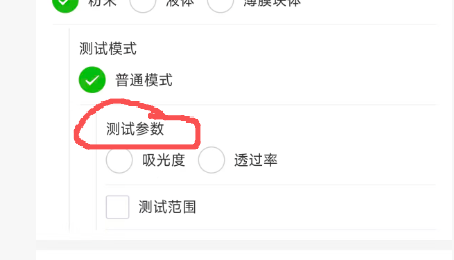 粉末 液体 薄膜块体
测试模式
普通模式
测试参数
吸光度 透过率
测试范围